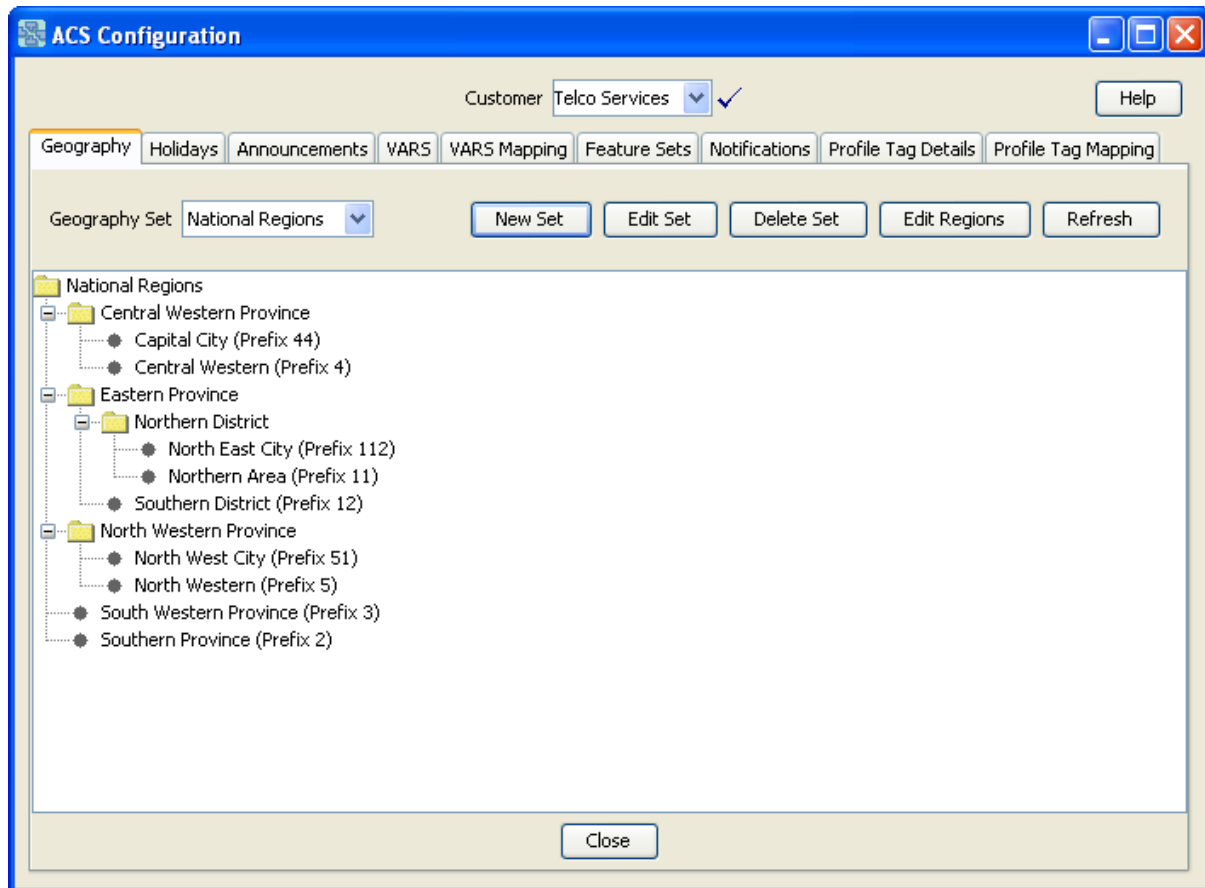 ACS Configuration
Customer Telco Services Help
Geography Holidays Announcements VARS VARS Mapping Feature Sets Notifications Profile Tag Details Profile Tag Mapping
Geography Set National Regions New Set Edit Set Delete Set Edit Regions Refresh
National Regions
Central Western Province
Capital City (Prefix 44)
Central Western (Prefix 4)
Eastern Province
Northern District
North East City (Prefix 112)
Northern Area (Prefix 11)
Southern District (Prefix 12)
North Western Province
North West City (Prefix 51)
North Western (Prefix 5)
South Western Province (Prefix 3)
Southern Province (Prefix 2)
Close